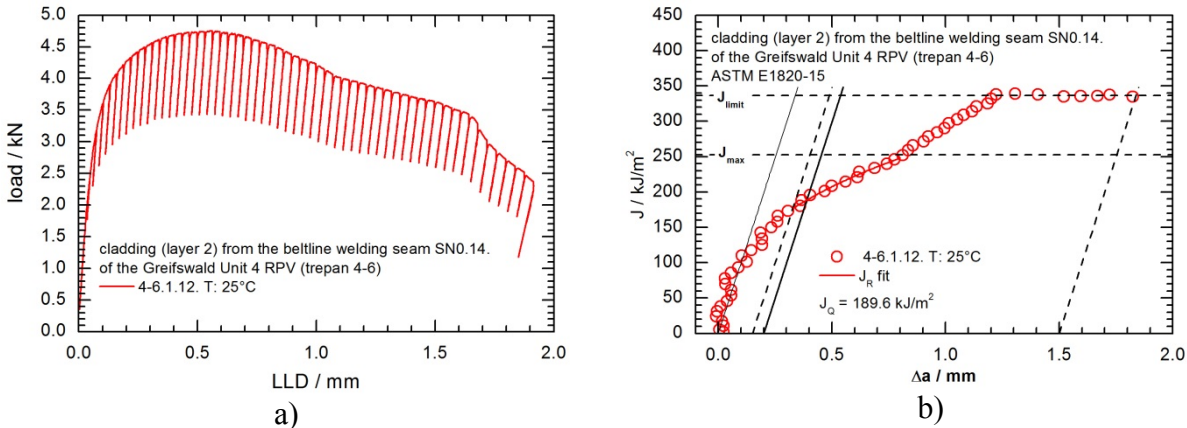 5.0
4.5
4.0
3.5
3.0
2.5
2.0
1.5
1.0
0.5
0.0
load / kN
cladding (layer 2) from the beltline welding seam SN0.14.
of the Greifswald Unit 4 RPV (trepan 4-6)
4-6.1.12. T: 25°C
0.0 0.5 1.0 1.5 2.0
LLD / mm
a)
450
400
350
300
250
200
150
100
50
0
J / kJ/m²
cladding (layer 2) from the beltline welding seam SN0.14.
of the Greifswald Unit 4 RPV (trepan 4-6)
ASTM E1820-15
J_limit
J_max
4-6.1.12. T: 25°C
J_R fit
J_Q = 189.6 kJ/m²
0.0 0.5 1.0 1.5 2.0
Δa / mm
b)